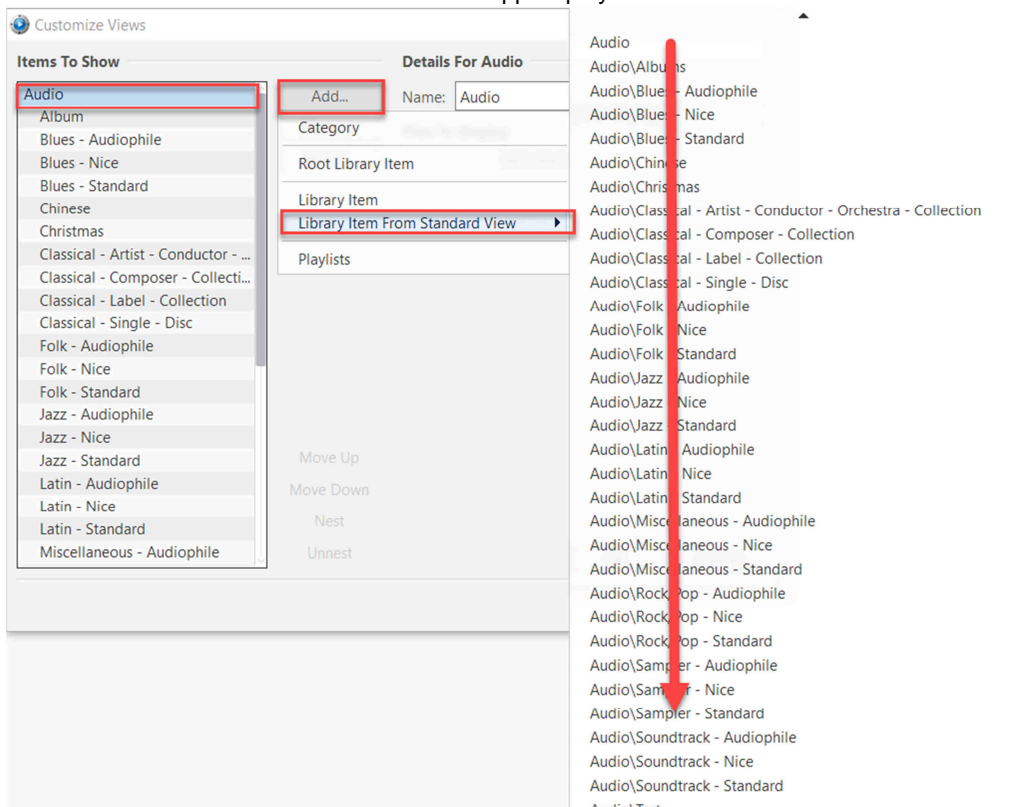 Customize Views
Items To Show
Audio
Album
Blues - Audiophile
Blues - Nice
Blues - Standard
Chinese
Christmas
Classical - Artist - Conductor - ...
Classical - Composer - Collecti...
Classical - Label - Collection
Classical - Single - Disc
Folk - Audiophile
Folk - Nice
Folk - Standard
Jazz - Audiophile
Jazz - Nice
Jazz - Standard
Latin - Audiophile
Latin - Nice
Latin - Standard
Miscellaneous - Audiophile
Add...
Category
Root Library Item
Library Item
Library Item From Standard View
Playlists
Move Up
Move Down
Nest
Unnest
Details For Audio
Name: Audio
Audio
Audio\Albums
Audio\Blues - Audiophile
Audio\Blues - Nice
Audio\Blues - Standard
Audio\Chinese
Audio\Christmas
Audio\Classical - Artist - Conductor - Orchestra - Collection
Audio\Classical - Composer - Collection
Audio\Classical - Label - Collection
Audio\Classical - Single - Disc
Audio\Folk - Audiophile
Audio\Folk - Nice
Audio\Folk - Standard
Audio\Jazz - Audiophile
Audio\Jazz - Nice
Audio\Jazz - Standard
Audio\Latin - Audiophile
Audio\Latin - Nice
Audio\Latin - Standard
Audio\Miscellaneous - Audiophile
Audio\Miscellaneous - Nice
Audio\Miscellaneous - Standard
Audio\Rock/Pop - Audiophile
Audio\Rock/Pop - Nice
Audio\Rock/Pop - Standard
Audio\Sampler - Audiophile
Audio\Sampler - Nice
Audio\Sampler - Standard
Audio\Soundtrack - Audiophile
Audio\Soundtrack - Nice
Audio\Soundtrack - Standard